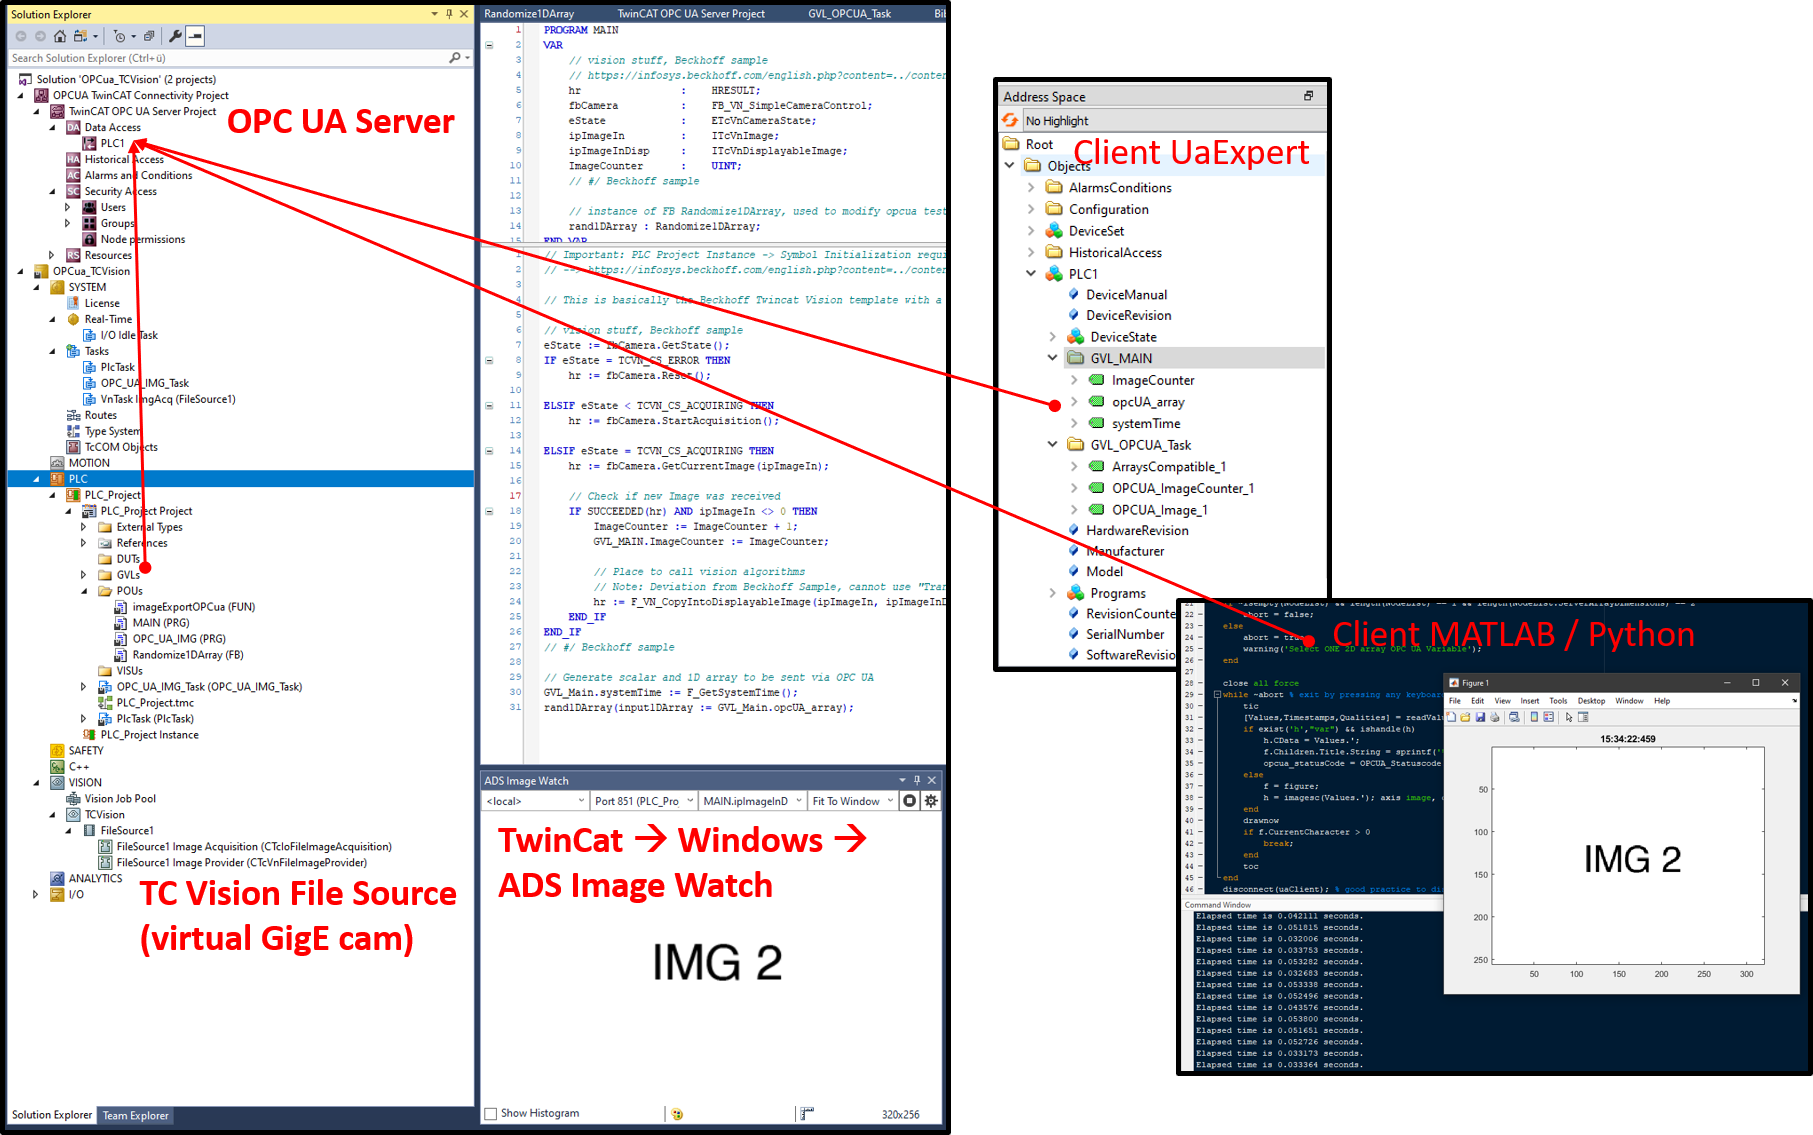 Solution Explorer
Search Solution Explorer (Ctrl+ü)
Solution 'OPCua_TCVision' (2 projects)
OPCUA TwinCAT Connectivity Project
TwinCAT OPC UA Server Project
Data Access
PLC1
Historical Access
Alarms and Conditions
Security Access
Users
Groups
Node permissions
Resources
OPCua_TCVision
SYSTEM
License
Real-Time
I/O Idle Task
Tasks
PlcTask
OPC_UA_IMG_Task
VnTask ImgAcq (FileSource1)
Routes
Type System
TcCOM Objects
MOTION
PLC
PLC_Project
PLC_Project Project
External Types
References
DUTs
GVLs
POUs
imageExportOPCua (FUN)
MAIN (PRG)
OPC_UA_IMG (PRG)
Randomize1DArray (FB)
VISUs
OPC_UA_IMG_Task (OPC_UA_IMG_Task)
PLC_Project.tmc
PlcTask (PlcTask)
PLC_Project Instance
SAFETY
C++
VISION
Vision Job Pool
TCVision
FileSource1
FileSource1 Image Acquisition (CTcIoFileImageAcquisition)
FileSource1 Image Provider (CTcVnFileImageProvider)
ANALYTICS
I/O
OPC UA Server
TC Vision File Source
(virtual GigE cam)
Solution Explorer Team Explorer
Randomize1DArray TwinCAT OPC UA Server Project GVL_OPCUA_Task Bib
1 PROGRAM MAIN
2 VAR
3 // vision stuff, Beckhoff sample
4 // https://infosys.beckhoff.com/english.php?content=../conten
5 hr : HRESULT;
6 fbCamera : FB_VN_SimpleCameraControl;
7 eState : ETcVnCameraState;
8 ipImageIn : ITcVnImage;
9 ipImageInDisp : ITcVnDisplayableImage;
10 ImageCounter : UINT;
11 // #/ Beckhoff sample
12
13 // instance of FB Randomize1DArray, used to modify opcua test
14 rand1DArray : Randomize1DArray;
15 END_VAR
1 // Important: PLC Project Instance -> Symbol Initialization requi
2 // --> https://infosys.beckhoff.com/english.php?content=../conten
3
4 // This is basically the Beckhoff Twincat Vision template with a
5
6 // vision stuff, Beckhoff sample
7 eState := fbCamera.GetState();
8 IF eState = TCVN_CS_ERROR THEN
9 hr := fbCamera.Reset();
10
11 ELSIF eState < TCVN_CS_ACQUIRING THEN
12 hr := fbCamera.StartAcquisition();
13
14 ELSIF eState = TCVN_CS_ACQUIRING THEN
15 hr := fbCamera.GetCurrentImage(ipImageIn);
16
17 // Check if new Image was received
18 IF SUCCEEDED(hr) AND ipImageIn <> 0 THEN
19 ImageCounter := ImageCounter + 1;
20 GVL_MAIN.ImageCounter := ImageCounter;
21
22 // Place to call vision algorithms
23 // Note: Deviation from Beckhoff Sample, cannot use "Tran
24 hr := F_VN_CopyIntoDisplayableImage(ipImageIn, ipImageInD
25 END_IF
26 END_IF
27 // #/ Beckhoff sample
28
29 // Generate scalar and 1D array to be sent via OPC UA
30 GVL_Main.systemTime := F_GetSystemTime();
31 rand1DArray(input1DArray := GVL_Main.opcUA_array);
ADS Image Watch
<local> Port 851 (PLC_Pro MAIN.ipImageInD Fit To Window
TwinCat → Windows →
ADS Image Watch
IMG 2
Show Histogram 320x256
Address Space
No Highlight
Root
Client UaExpert
Objects
AlarmsConditions
Configuration
DeviceSet
HistoricalAccess
PLC1
DeviceManual
DeviceRevision
DeviceState
GVL_MAIN
ImageCounter
opcUA_array
systemTime
GVL_OPCUA_Task
ArraysCompatible_1
OPCUA_ImageCounter_1
OPCUA_Image_1
HardwareRevision
Manufacturer
Model
Programs
RevisionCounte
SerialNumber
SoftwareRevisio
Client MATLAB / Python
22 abort = false;
23 else
24 abort = true
25 warning('Select ONE 2D array OPC UA Variable');
26 end
27
28 close all force
29 while ~abort % exit by pressing any keyboar
30 tic
31 [Values,Timestamps,Qualities] = readValu
32 if exist('h',"var") && ishandle(h)
33 h.CData = Values.';
34 f.Children.Title.String = sprintf('
35 opcua_statusCode = OPCUA_Statuscode
36 else
37 f = figure;
38 h = imagesc(Values.'); axis image,
39 end
40 drawnow
41 if f.CurrentCharacter > 0
42 break;
43 end
44 toc
45 end
46 disconnect(uaClient); % good practice to di
Command Window
Elapsed time is 0.042111 seconds.
Elapsed time is 0.051815 seconds.
Elapsed time is 0.032006 seconds.
Elapsed time is 0.033753 seconds.
Elapsed time is 0.053282 seconds.
Elapsed time is 0.032683 seconds.
Elapsed time is 0.053338 seconds.
Elapsed time is 0.052496 seconds.
Elapsed time is 0.043576 seconds.
Elapsed time is 0.053800 seconds.
Elapsed time is 0.051651 seconds.
Elapsed time is 0.052726 seconds.
Elapsed time is 0.033173 seconds.
Elapsed time is 0.033364 seconds.
Figure 1
File Edit View Insert Tools Desktop Window Help
15:34:22:459
50
100
150
200
250
IMG 2
50 100 150 200 250 300